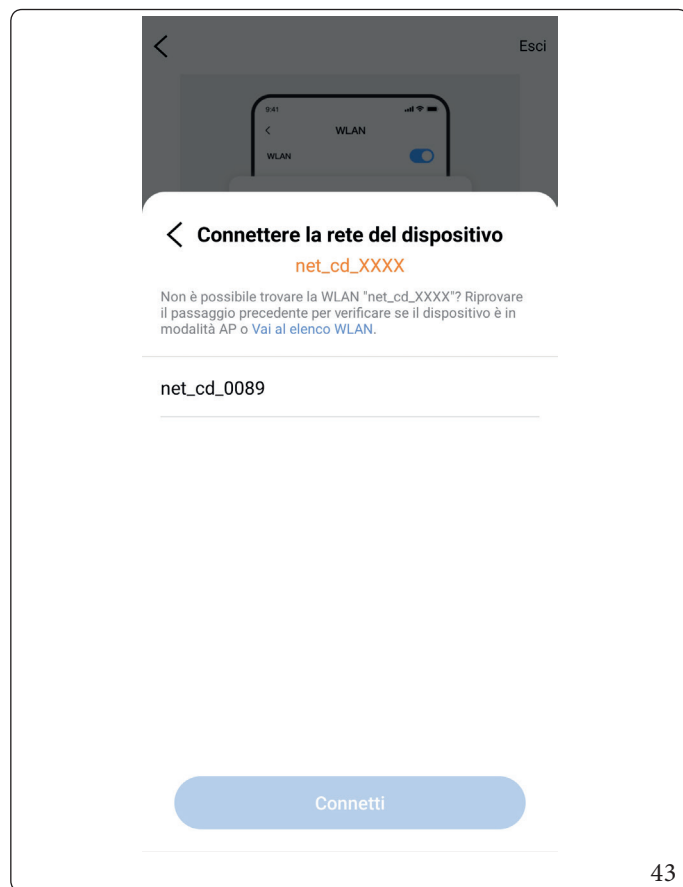 Esci
9:41
WLAN
WLAN
Connettere la rete del dispositivo
net_cd_XXXX
Non è possibile trovare la WLAN "net_cd_XXXX"? Riprovare
il passaggio precedente per verificare se il dispositivo è in
modalità AP o Vai al elenco WLAN.
net_cd_0089
Connetti
43